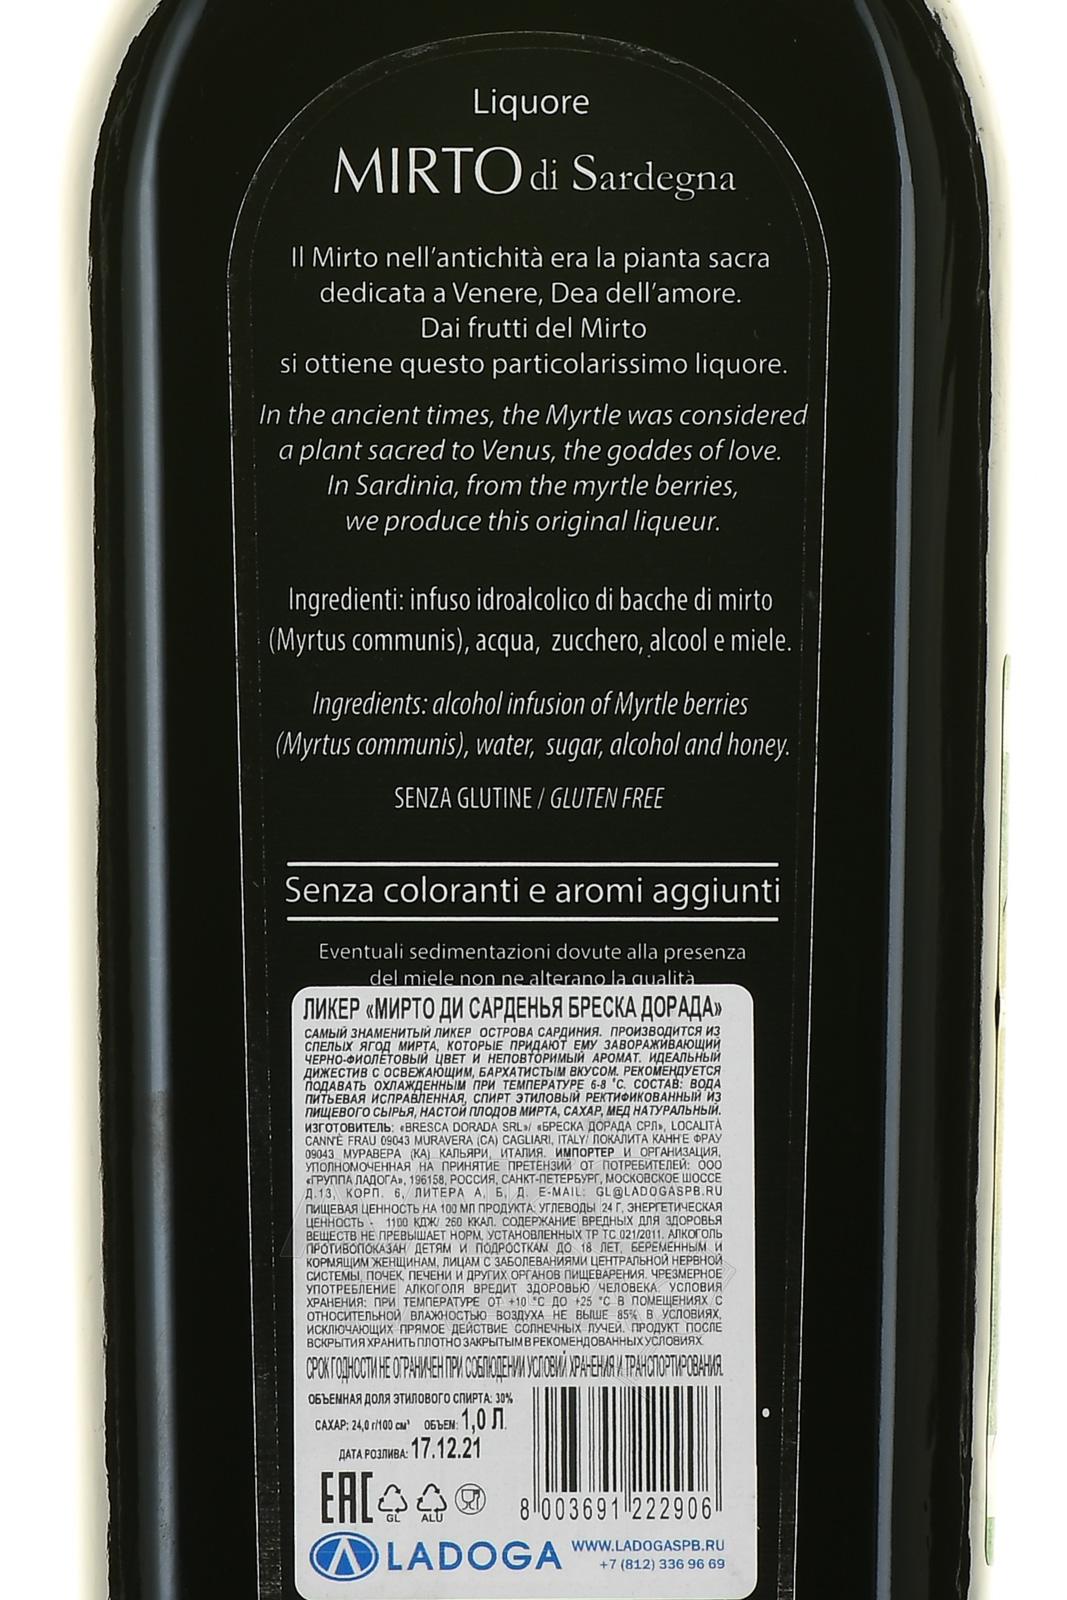 Liquore
MIRTO di Sardegna
Il Mirto nell'antichità era la pianta sacra
dedicata a Venere, Dea dell'amore.
Dai frutti del Mirto
si ottiene questo particolarissimo liquore.
In the ancient times, the Myrtle was considered
a plant sacred to Venus, the goddes of love.
In Sardinia, from the myrtle berries,
we produce this original liqueur.
Ingredienti: infuso idroalcolico di bacche di mirto
(Myrtus communis), acqua, zucchero, alcool e miele.
Ingredients: alcohol infusion of Myrtle berries
(Myrtus communis), water, sugar, alcohol and honey.
SENZA GLUTINE / GLUTEN FREE
Senza coloranti e aromi aggiunti
Eventuali sedimentazioni dovute alla presenza
del miele non ne alterano la qualità
ЛИКЕР «МИРТО ДИ САРДЕНЬЯ БРЕСКА ДОРАДА»
САМЫЙ ЗНАМЕНИТЫЙ ЛИКЕР ОСТРОВА САРДИНИЯ. ПРОИЗВОДИТСЯ ИЗ
СПЕЛЫХ ЯГОД МИРТА, КОТОРЫЕ ПРИДАЮТ ЕМУ ЗАВОРАЖИВАЮЩИЙ
ЧЕРНО-ФИОЛЕТОВЫЙ ЦВЕТ И НЕПОВТОРИМЫЙ АРОМАТ. ИДЕАЛЬНЫЙ
ДИЖЕСТИВ С ОСВЕЖАЮЩИМ, БАРХАТИСТЫМ ВКУСОМ. РЕКОМЕНДУЕТСЯ
ПОДАВАТЬ ОХЛАЖДЕННЫМ ПРИ ТЕМПЕРАТУРЕ 6-8 °С. СОСТАВ: ВОДА
ПИТЬЕВАЯ ИСПРАВЛЕННАЯ, СПИРТ ЭТИЛОВЫЙ РЕКТИФИКОВАННЫЙ ИЗ
ПИЩЕВОГО СЫРЬЯ, НАСТОЙ ПЛОДОВ МИРТА, САХАР, МЕД НАТУРАЛЬНЫЙ.
ИЗГОТОВИТЕЛЬ: «BRESCA DORADA SRL»/ «БРЕСКА ДОРАДА СРЛ», LOCALITÀ
CANN'E FRAU 09043 MURAVERA (CA) CAGLIARI, ITALY/ ЛОКАЛИТА КАНН'Е ФРАУ
09043 МУРАВЕРА (КА) КАЛЬЯРИ, ИТАЛИЯ. ИМПОРТЕР И ОРГАНИЗАЦИЯ,
УПОЛНОМОЧЕННАЯ НА ПРИНЯТИЕ ПРЕТЕНЗИЙ ОТ ПОТРЕБИТЕЛЕЙ: ООО
«ГРУППА ЛАДОГА», 196158, РОССИЯ, САНКТ-ПЕТЕРБУРГ, МОСКОВСКОЕ ШОССЕ
Д.13, КОРП. 6, ЛИТЕРА А, Б, Д. E-MAIL: GL@LADOGASPB.RU
ПИЩЕВАЯ ЦЕННОСТЬ НА 100 МЛ ПРОДУКТА: УГЛЕВОДЫ 24 Г, ЭНЕРГЕТИЧЕСКАЯ
ЦЕННОСТЬ - 1100 КДЖ/ 260 ККАЛ. СОДЕРЖАНИЕ ВРЕДНЫХ ДЛЯ ЗДОРОВЬЯ
ВЕЩЕСТВ НЕ ПРЕВЫШАЕТ НОРМ, УСТАНОВЛЕННЫХ ТР ТС 021/2011. АЛКОГОЛЬ
ПРОТИВОПОКАЗАН ДЕТЯМ И ПОДРОСТКАМ ДО 18 ЛЕТ, БЕРЕМЕННЫМ И
КОРМЯЩИМ ЖЕНЩИНАМ, ЛИЦАМ С ЗАБОЛЕВАНИЯМИ ЦЕНТРАЛЬНОЙ НЕРВНОЙ
СИСТЕМЫ, ПОЧЕК, ПЕЧЕНИ И ДРУГИХ ОРГАНОВ ПИЩЕВАРЕНИЯ. ЧРЕЗМЕРНОЕ
УПОТРЕБЛЕНИЕ АЛКОГОЛЯ ВРЕДИТ ЗДОРОВЬЮ ЧЕЛОВЕКА. УСЛОВИЯ
ХРАНЕНИЯ: ПРИ ТЕМПЕРАТУРЕ ОТ +10 °С ДО +25 °С В ПОМЕЩЕНИЯХ С
ОТНОСИТЕЛЬНОЙ ВЛАЖНОСТЬЮ ВОЗДУХА НЕ ВЫШЕ 85% В УСЛОВИЯХ,
ИСКЛЮЧАЮЩИХ ПРЯМОЕ ДЕЙСТВИЕ СОЛНЕЧНЫХ ЛУЧЕЙ. ПРОДУКТ ПОСЛЕ
ВСКРЫТИЯ ХРАНИТЬ ПЛОТНО ЗАКРЫТЫМ В РЕКОМЕНДОВАННЫХ УСЛОВИЯХ.
СРОК ГОДНОСТИ НЕ ОГРАНИЧЕН ПРИ СОБЛЮДЕНИИ УСЛОВИЙ ХРАНЕНИЯ И ТРАНСПОРТИРОВАНИЯ.
ОБЪЕМНАЯ ДОЛЯ ЭТИЛОВОГО СПИРТА: 30%
САХАР: 24,0 г/100 см³ ОБЪЕМ: 1,0 Л.
ДАТА РОЗЛИВА: 17.12.21
EAC GL ALU
8 003691 222906
LADOGA
WWW.LADOGASPB.RU
+7 (812) 336 96 69